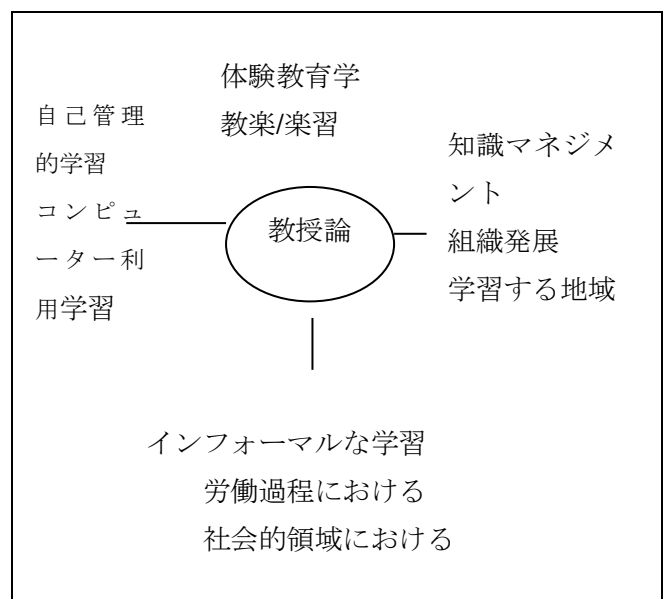 体験教育学
教楽/楽習
自己管理
的学習
コンピュ
ーター利
用学習
教授論
知識マネジメ
ント
組織発展
学習する地域
インフォーマルな学習
労働過程における
社会的領域における